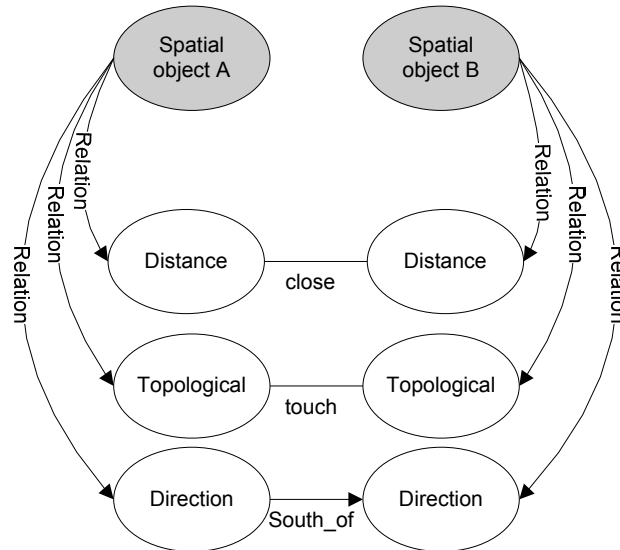 Spatial
object A
Spatial
object B
Relation
Relation
Relation
Relation
Relation
Relation
Distance
Distance
close
Topological
Topological
touch
Direction
Direction
South_of